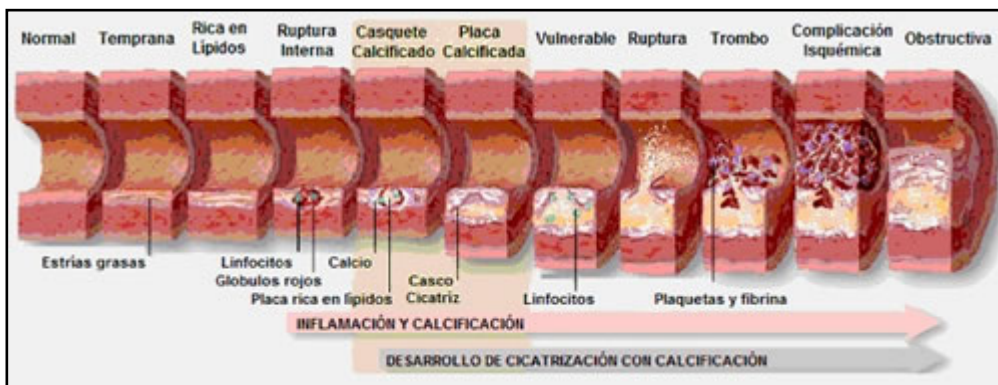 Normal
Temprana
Rica en
Lípidos
Ruptura
Interna
Casquete
Calcificado
Placa
Calcificada
Vulnerable
Ruptura
Trombo
Complicación
Isquémica
Obstructiva
Estrías grasas
Linfocitos
Globulos rojos
Calcio
Placa rica en lipidos
Casco
Cicatriz
Linfocitos
Plaquetas y fibrina
INFLAMACIÓN Y CALCIFICACIÓN
DESARROLLO DE CICATRIZACIÓN CON CALCIFICACIÓN